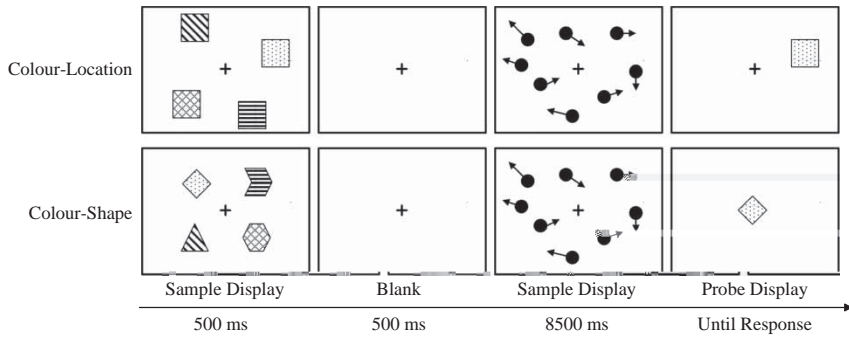 Colour-Location
Colour-Shape
Sample Display Blank Sample Display Probe Display
500 ms 500 ms 8500 ms Until Response